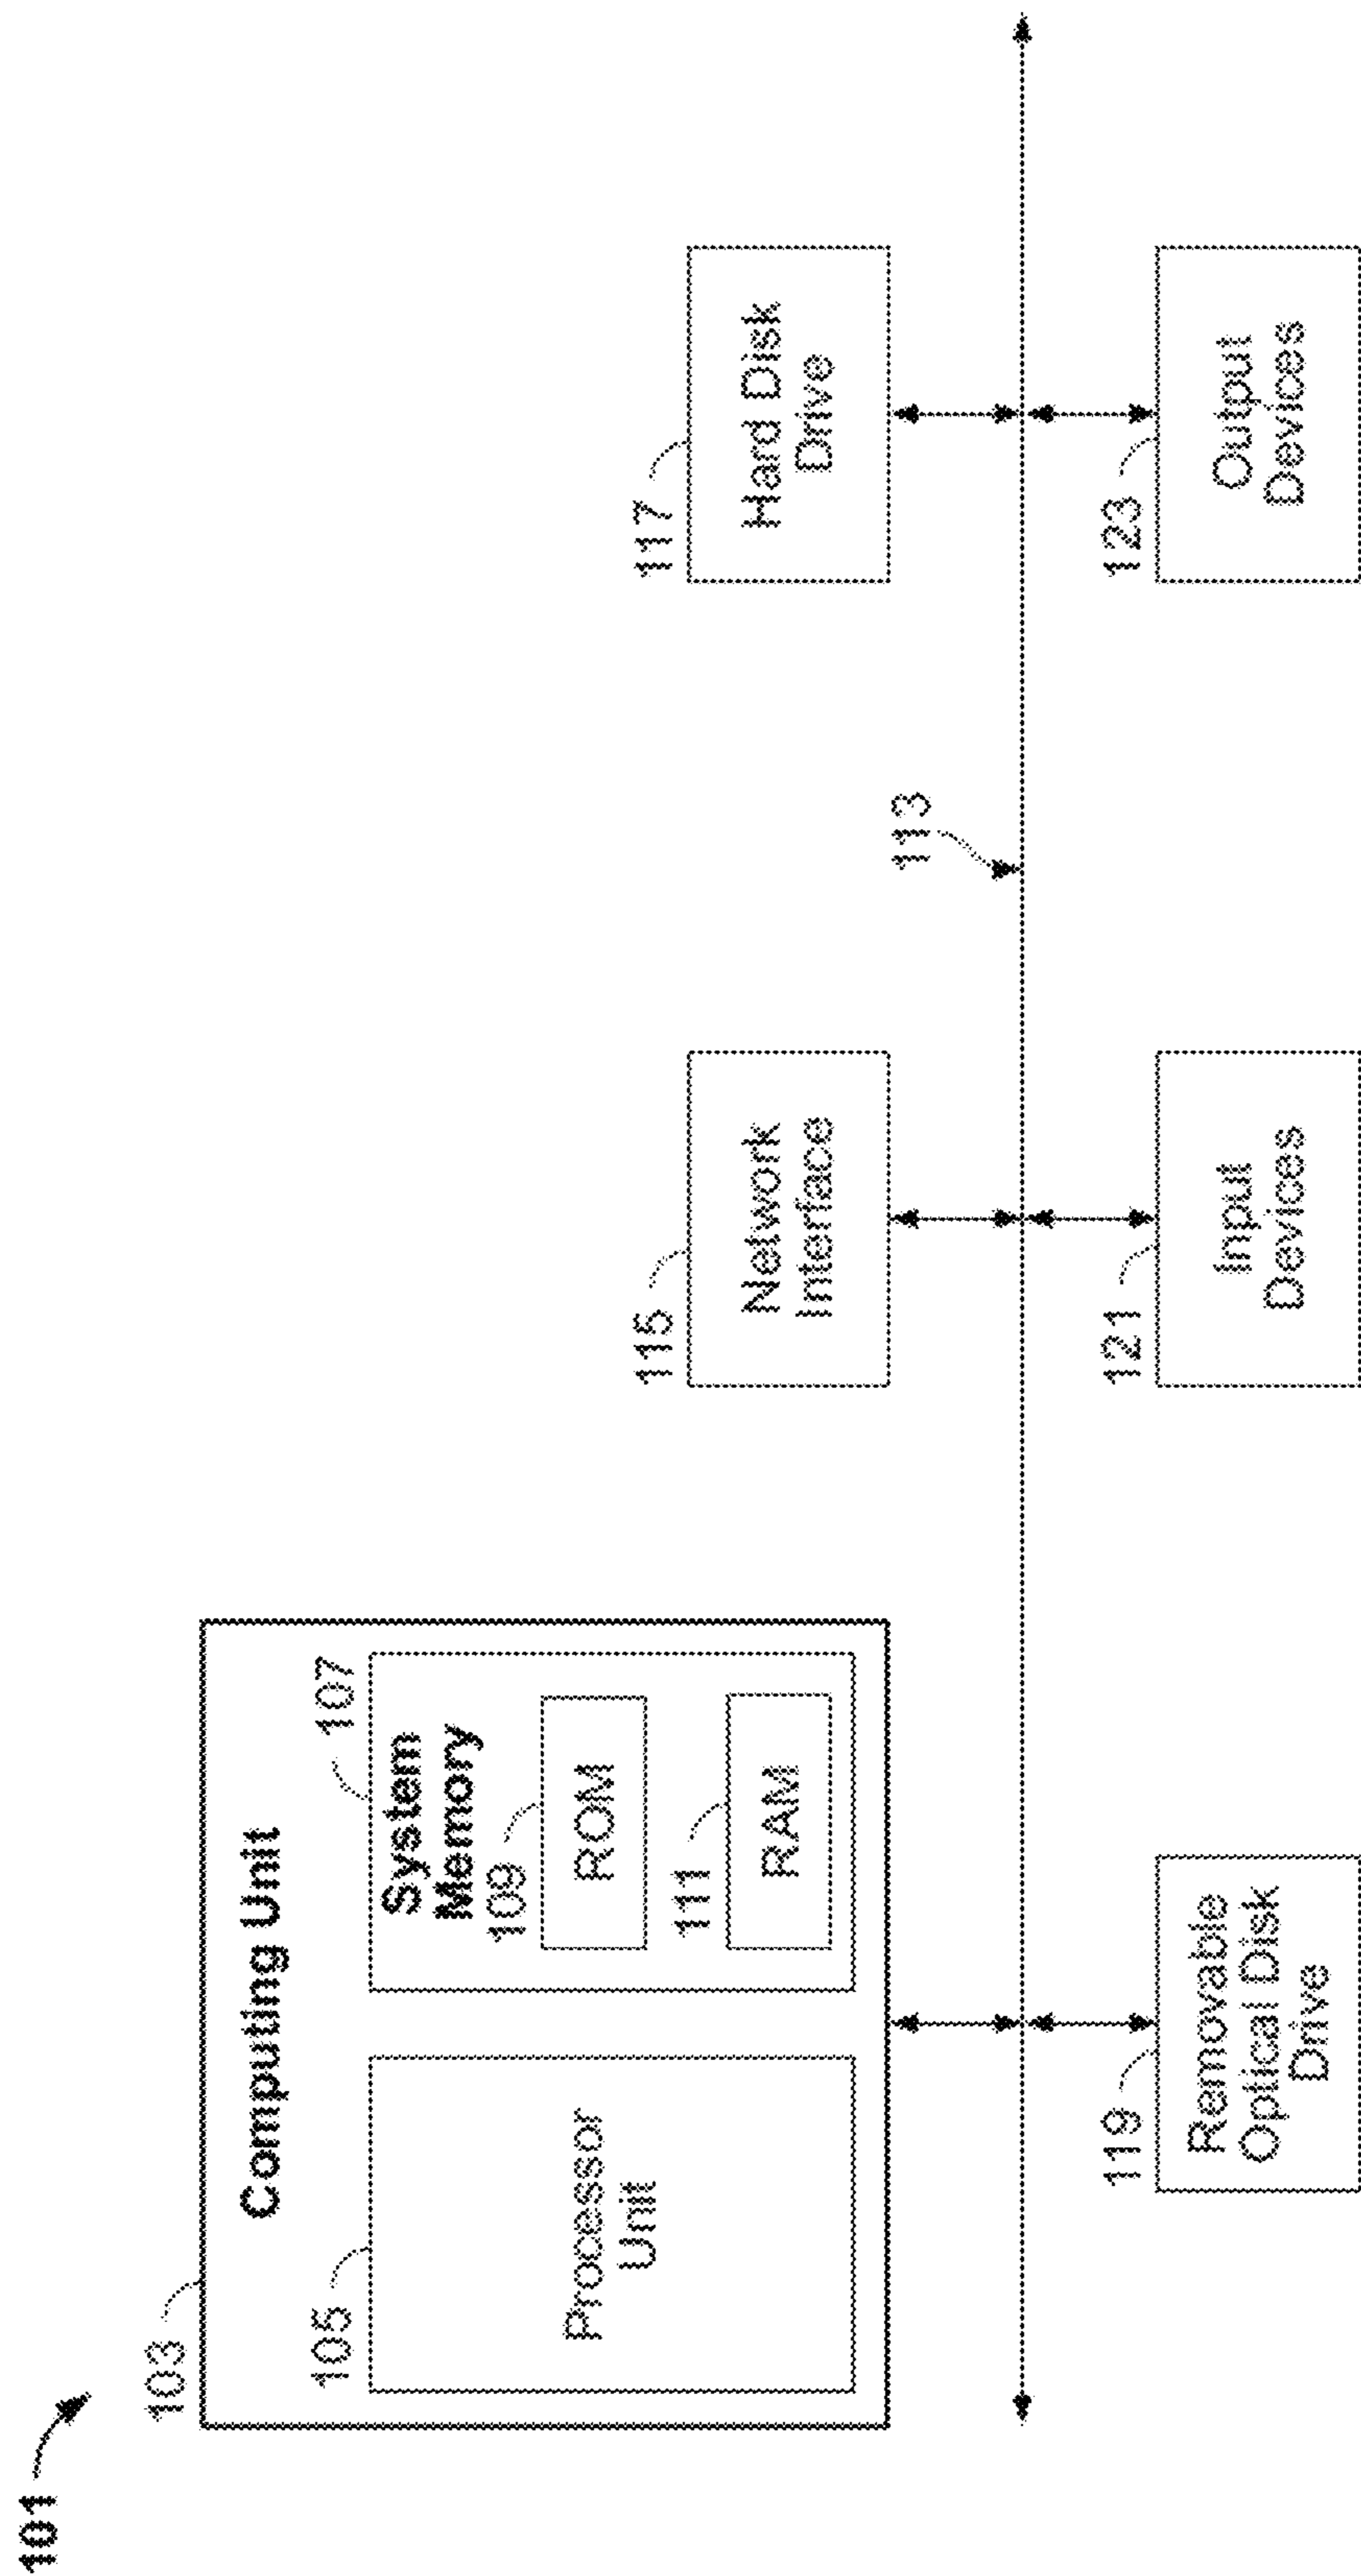 101
103
Computing Unit
105
Processor
Unit
107
System
Memory
109
ROM
111
RAM
115
Network
Interface
117
Hard Disk
Drive
113
119
Removable
Optical Disk
Drive
121
Input
Devices
123
Output
Devices